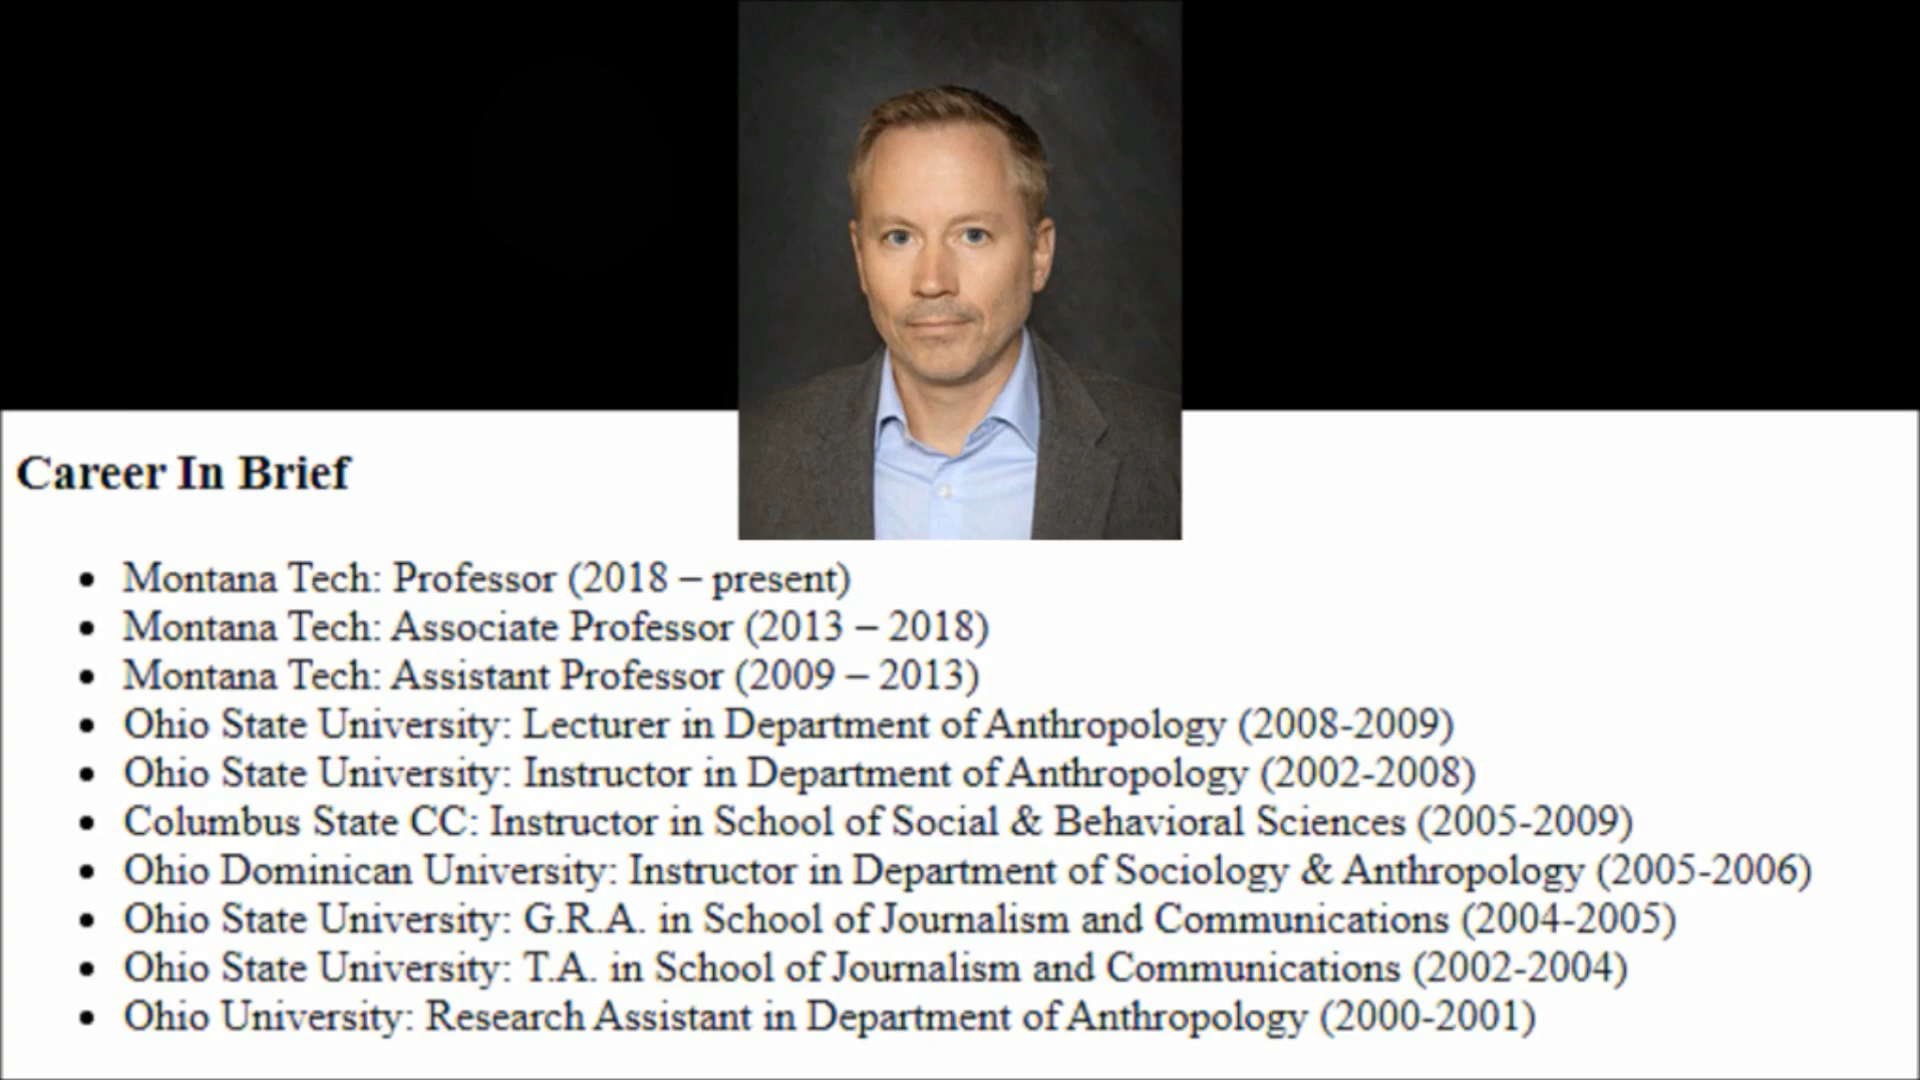 Career In Brief
Montana Tech: Professor (2018 – present)
Montana Tech: Associate Professor (2013 – 2018)
Montana Tech: Assistant Professor (2009 – 2013)
Ohio State University: Lecturer in Department of Anthropology (2008-2009)
Ohio State University: Instructor in Department of Anthropology (2002-2008)
Columbus State CC: Instructor in School of Social & Behavioral Sciences (2005-2009)
Ohio Dominican University: Instructor in Department of Sociology & Anthropology (2005-2006)
Ohio State University: G.R.A. in School of Journalism and Communications (2004-2005)
Ohio State University: T.A. in School of Journalism and Communications (2002-2004)
Ohio University: Research Assistant in Department of Anthropology (2000-2001)